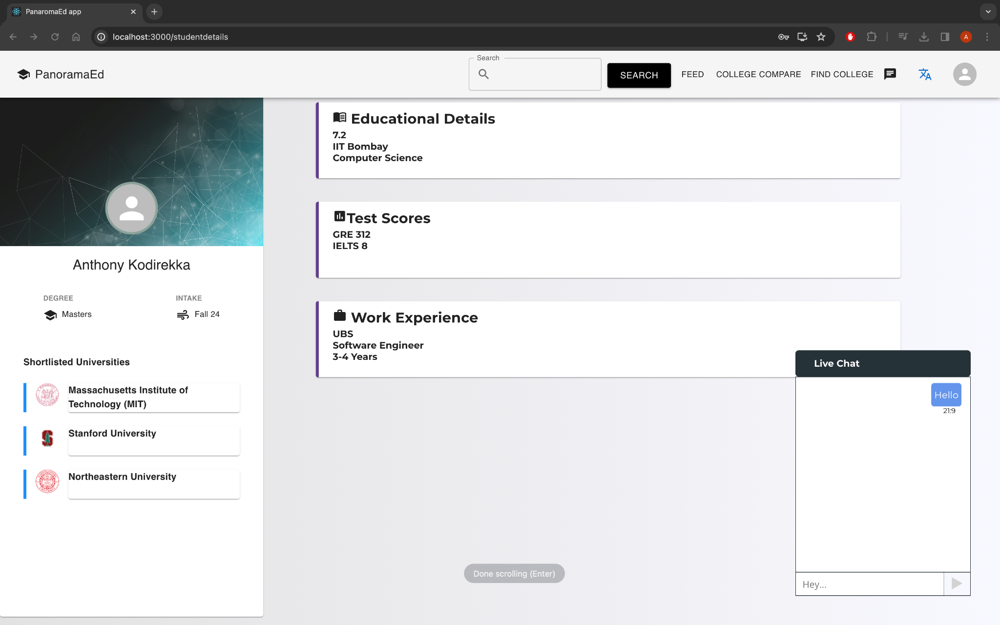 PanaromaEd app
localhost:3000/studentdetails
A
PanoramaEd
Search
SEARCH
FEED
COLLEGE COMPARE
FIND COLLEGE
Anthony Kodirekka
DEGREE
Masters
INTAKE
Fall 24
Shortlisted Universities
Massachusetts Institute of
Technology (MIT)
Stanford University
Northeastern University
Educational Details
7.2
IIT Bombay
Computer Science
Test Scores
GRE 312
IELTS 8
Work Experience
UBS
Software Engineer
3-4 Years
Live Chat
Hello
21:9
Hey...
Done scrolling (Enter)